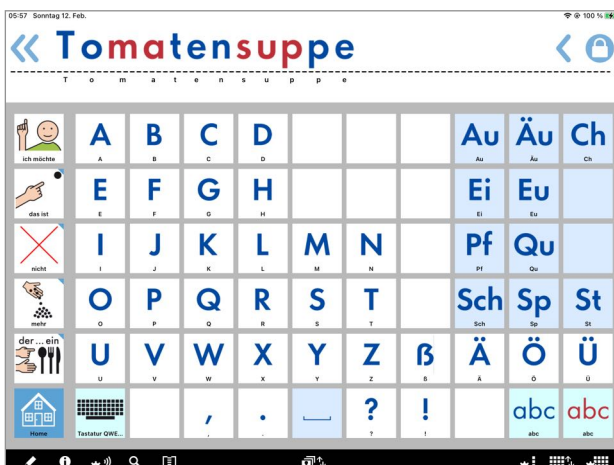 05:57 Sonntag 12. Feb. 100 %
Tomatensuppe
T o m a t e n s u p p e
A B C D Au Äu Ch
ich möchte A B C D Au Äu Ch
E F G H Ei Eu
das ist E F G H Ei Eu
I J K L M N Pf Qu
nicht I J K L M N Pf Qu
O P Q R S T Sch Sp St
mehr O P Q R S T Sch Sp St
der ... ein
U V W X Y Z ß Ä Ö Ü
U V W X Y Z ß Ä Ö Ü
, . ? ! abc abc
Home Tastatur QWE... , . ? ! abc abc